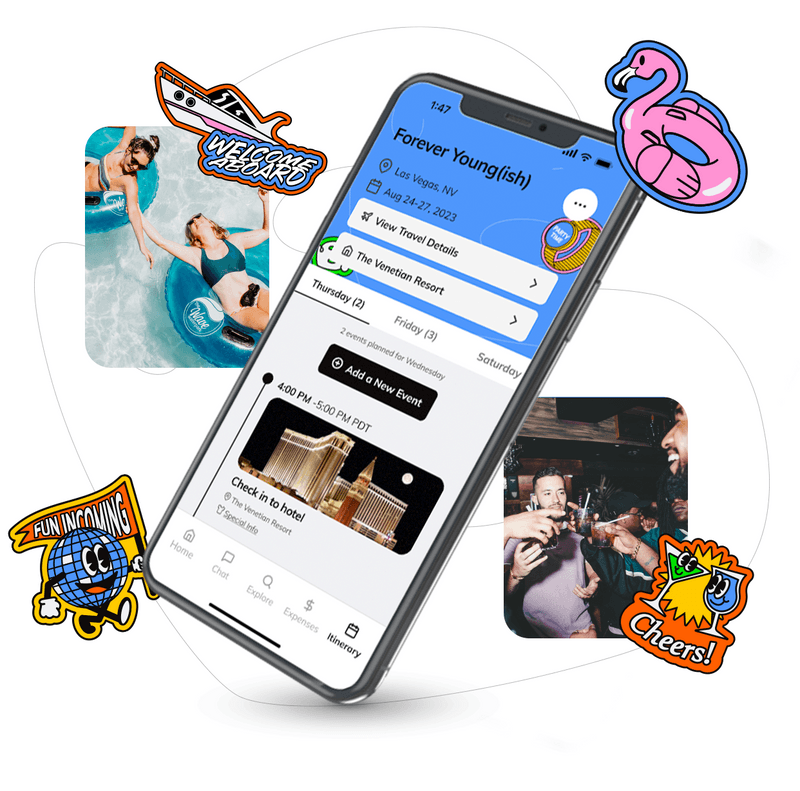 WELCOME
ABOARD
Wave
1:47
Forever Young(ish)
Las Vegas, NV
Aug 24-27, 2023
PARTY
TIME
View Travel Details
The Venetian Resort
Thursday (2)
Friday (3)
Saturday
2 events planned for Wednesday
Add a New Event
4:00 PM -5:00 PM PDT
Check in to hotel
The Venetian Resort
Special Info
Home
Chat
Explore
Expenses
Itinerary
FUN INCOMING
Cheers!